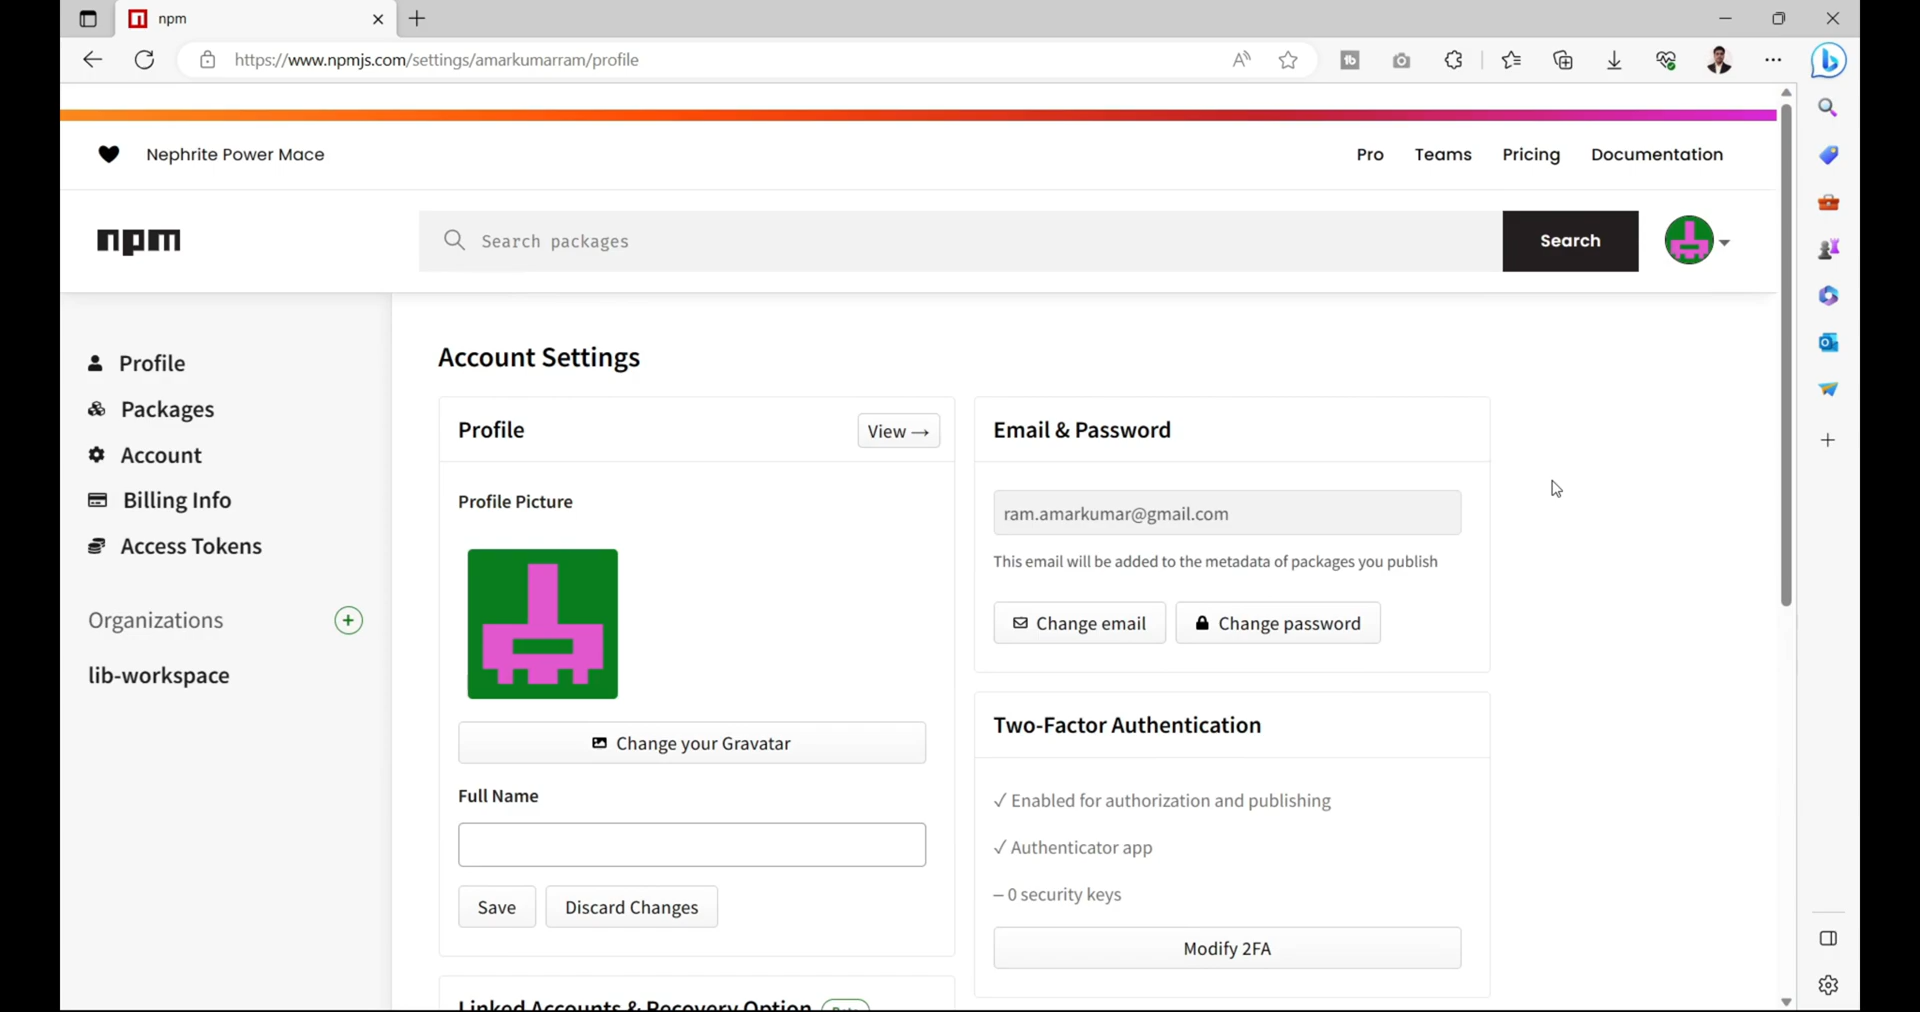 npm
https://www.npmjs.com/settings/amarkumarram/profile
Nephrite Power Mace
Pro
Teams
Pricing
Documentation
npm
Search packages
Search
Profile
Packages
Account
Billing Info
Access Tokens
Organizations
lib-workspace
Account Settings
Profile
View →
Profile Picture
Change your Gravatar
Full Name
Save
Discard Changes
Linked Accounts & Recovery Option
Email & Password
ram.amarkumar@gmail.com
This email will be added to the metadata of packages you publish
Change email
Change password
Two-Factor Authentication
✓ Enabled for authorization and publishing
✓ Authenticator app
– 0 security keys
Modify 2FA